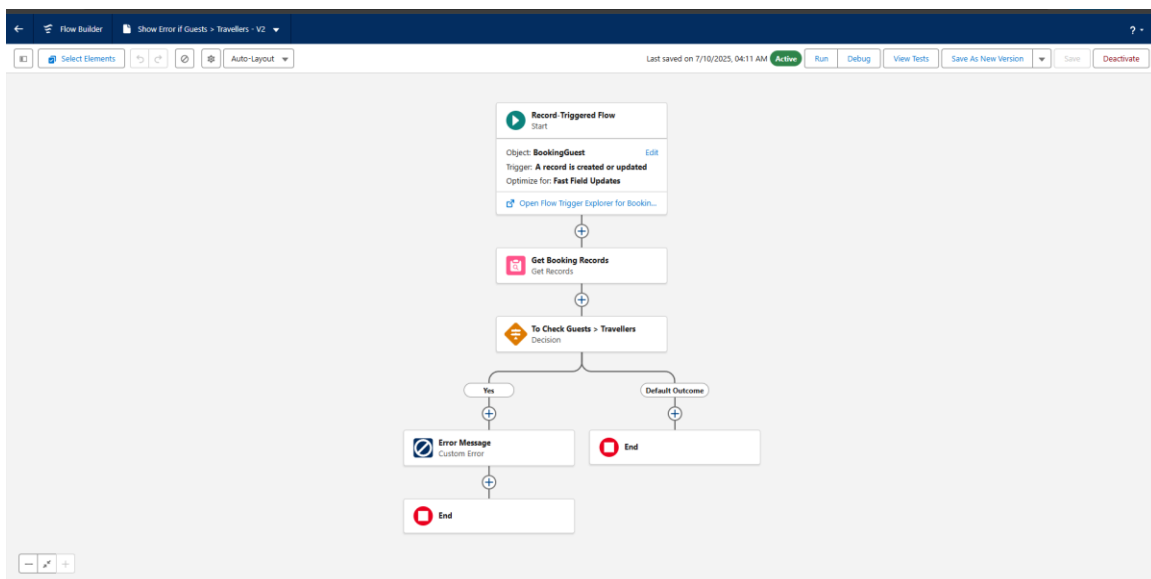 Flow Builder Show Error if Guests > Travellers - V2 ?
Select Elements Auto-Layout Last saved on 7/10/2025, 04:11 AM Active Run Debug View Tests Save As New Version Save Deactivate
Record-Triggered Flow
Start
Object: BookingGuest Edit
Trigger: A record is created or updated
Optimize for: Fast Field Updates
Open Flow Trigger Explorer for Bookin...
Get Booking Records
Get Records
To Check Guests > Travellers
Decision
Yes Default Outcome
Error Message
Custom Error
End
End